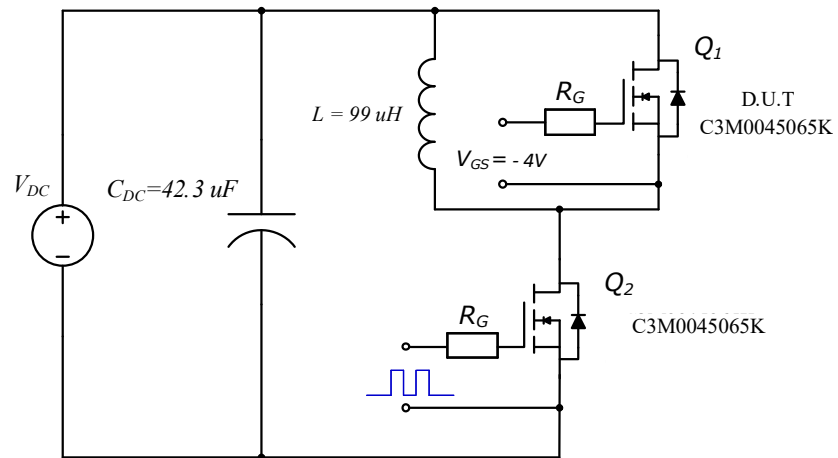 Q1
RG
D.U.T
C3M0045065K
L = 99 uH
VGS = - 4V
VDC
CDC=42.3 uF
Q2
RG
C3M0045065K